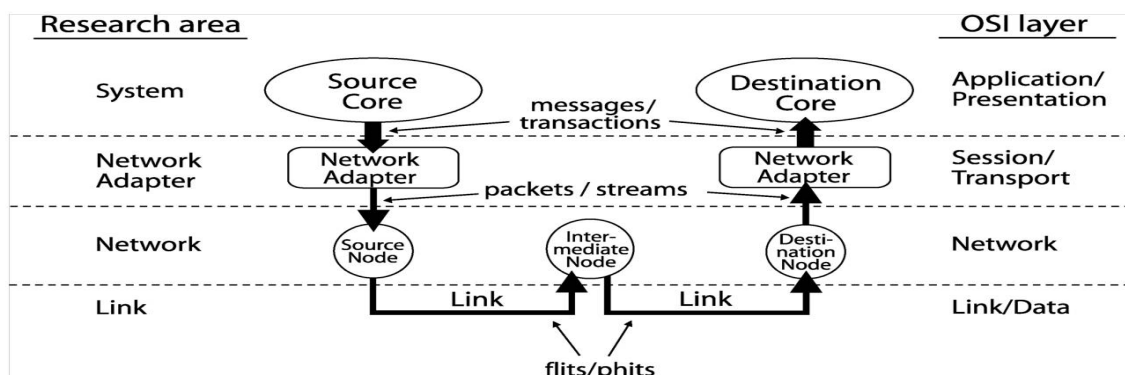 Research area
OSI layer
System
Source
Core
Destination
Core
Application/
Presentation
messages/
transactions
Network
Adapter
Network
Adapter
Network
Adapter
Session/
Transport
packets / streams
Network
Source
Node
Inter-
mediate
Node
Desti-
nation
Node
Network
Link
Link
Link
Link/Data
flits/phits